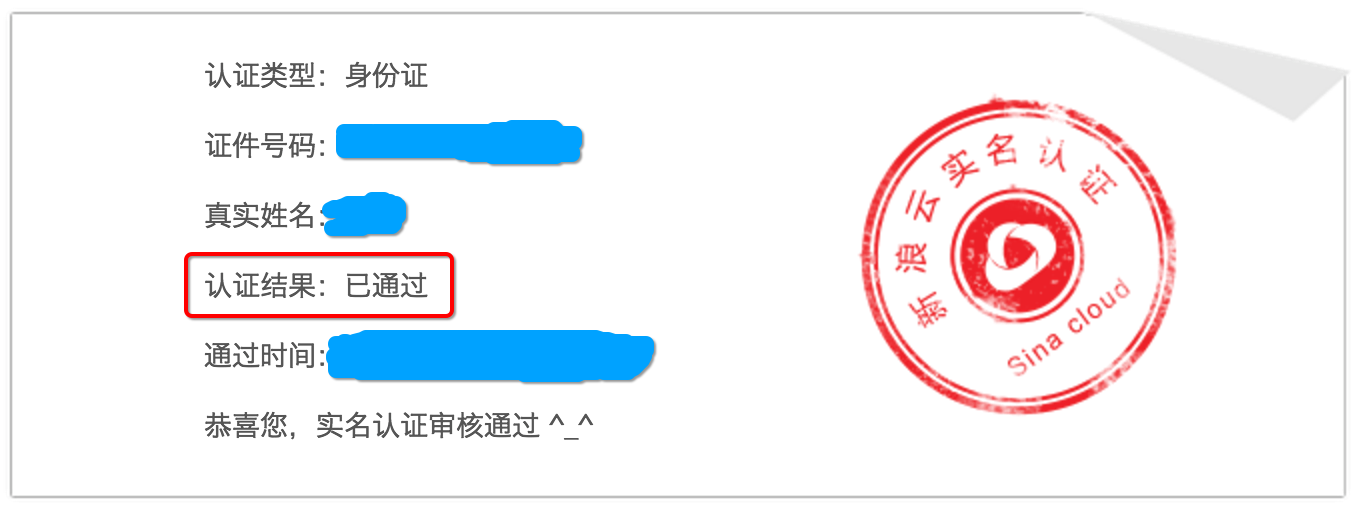 认证类型：身份证
证件号码：
真实姓名：
认证结果：已通过
通过时间：
恭喜您，实名认证审核通过 ^_^
新浪云实名认证
Sina cloud